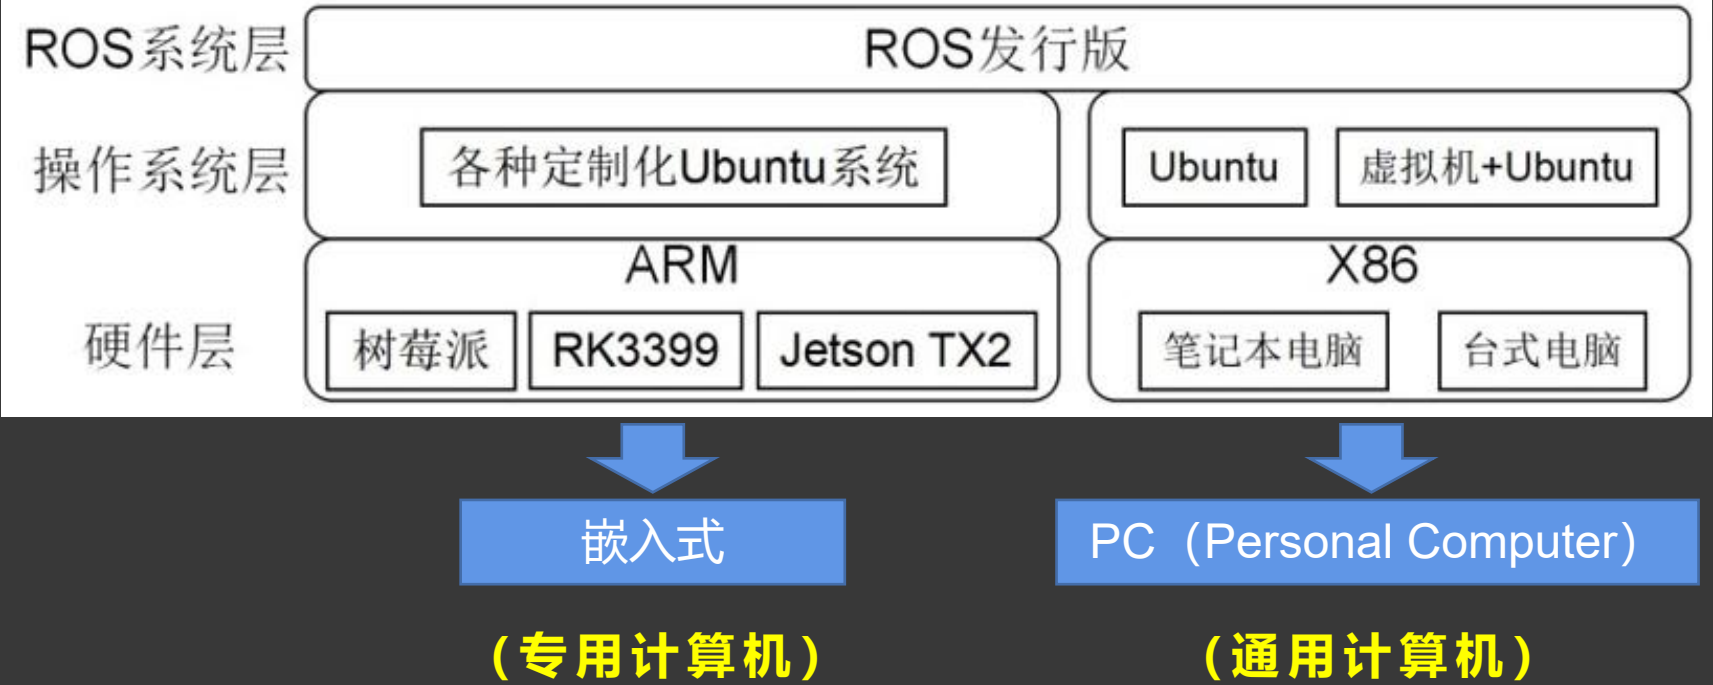 ROS系统层 ROS发行版
操作系统层 各种定制化Ubuntu系统 Ubuntu 虚拟机+Ubuntu
ARM X86
硬件层 树莓派 RK3399 Jetson TX2 笔记本电脑 台式电脑
嵌入式 PC（Personal Computer）
（专用计算机） （通用计算机）